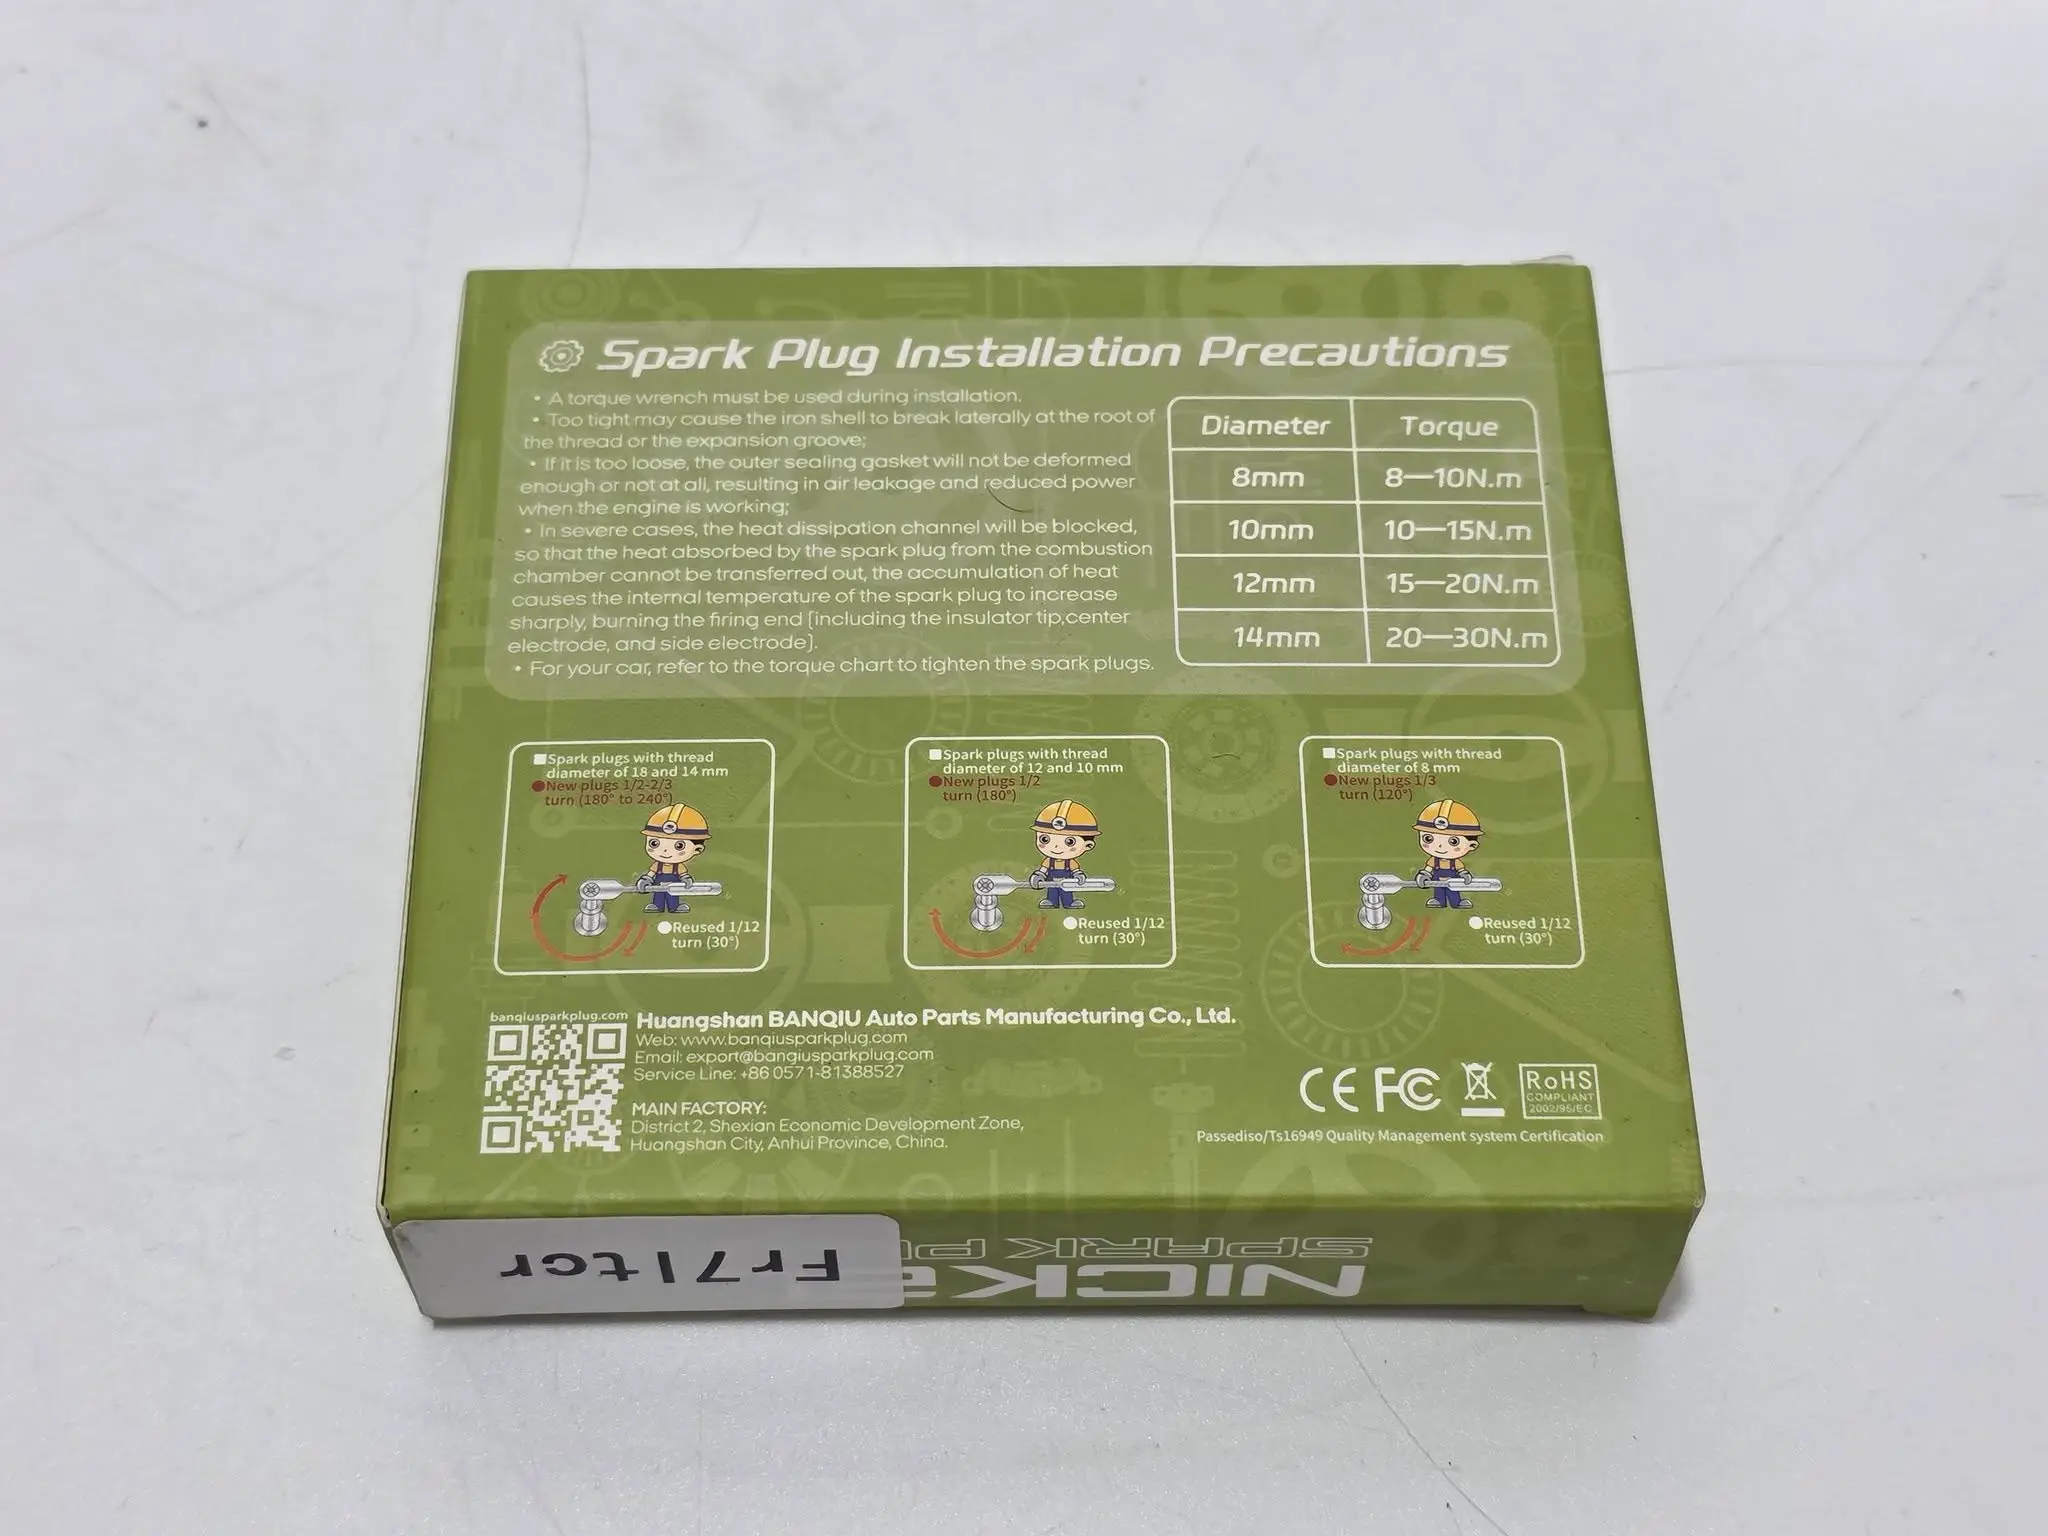 Spark Plug Installation Precautions
• A torque wrench must be used during installation.
• Too tight may cause the iron shell to break laterally at the root of
the thread or the expansion groove;
• If it is too loose, the outer sealing gasket will not be deformed
enough or not at all, resulting in air leakage and reduced power
when the engine is working;
• In severe cases, the heat dissipation channel will be blocked,
so that the heat absorbed by the spark plug from the combustion
chamber cannot be transferred out, the accumulation of heat
causes the internal temperature of the spark plug to increase
sharply, burning the firing end [including the insulator tip,center
electrode, and side electrode].
• For your car, refer to the torque chart to tighten the spark plugs.
Diameter Torque
8mm 8—10N.m
10mm 10—15N.m
12mm 15—20N.m
14mm 20—30N.m
Spark plugs with thread
diameter of 18 and 14 mm
New plugs 1/2-2/3
turn (180° to 240°)
Reused 1/12
turn (30°)
Spark plugs with thread
diameter of 12 and 10 mm
New plugs 1/2
turn (180°)
Reused 1/12
turn (30°)
Spark plugs with thread
diameter of 8 mm
New plugs 1/3
turn (120°)
Reused 1/12
turn (30°)
banqiusparkplug.com
Huangshan BANQIU Auto Parts Manufacturing Co., Ltd.
Web: www.banqiusparkplug.com
Email: export@banqiusparkplug.com
Service Line: +86 0571-81388527
MAIN FACTORY:
District 2, Shexian Economic Development Zone,
Huangshan City, Anhui Province, China.
CE FC
RoHS
COMPLIANT
2002/95/EC
Passediso/Ts16949 Quality Management system Certification
NICK
SPARK
Fr7ltcr